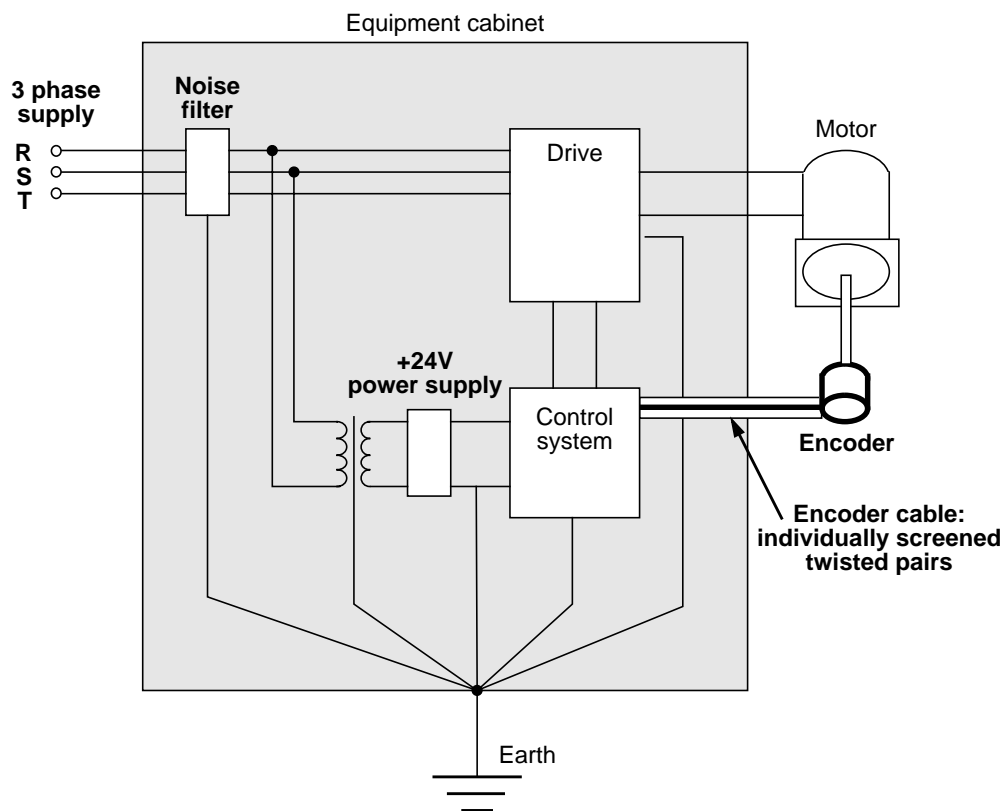 Equipment cabinet
3 phase
supply
Noise
filter
R
S
T
Drive
Motor
+24V
power supply
Control
system
Encoder
Encoder cable:
individually screened
twisted pairs
Earth